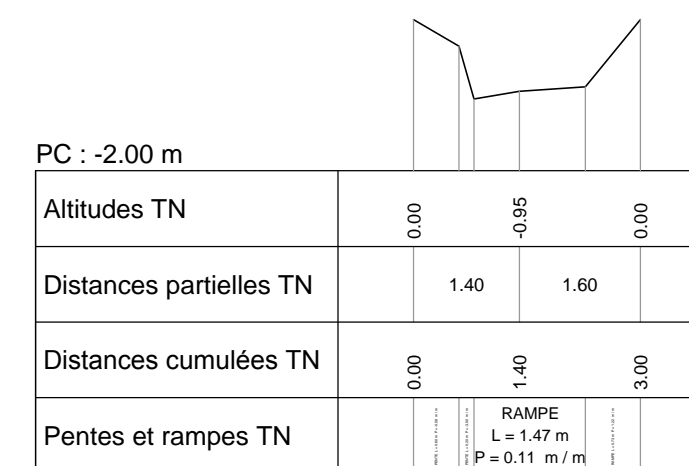 PC : -2.00 m
Altitudes TN
0.00
-0.95
0.00
Distances partielles TN
1.40
1.60
Distances cumulées TN
0.00
1.40
3.00
Pentes et rampes TN
RAMPE
L = 1.47 m
P = 0.11 m / m